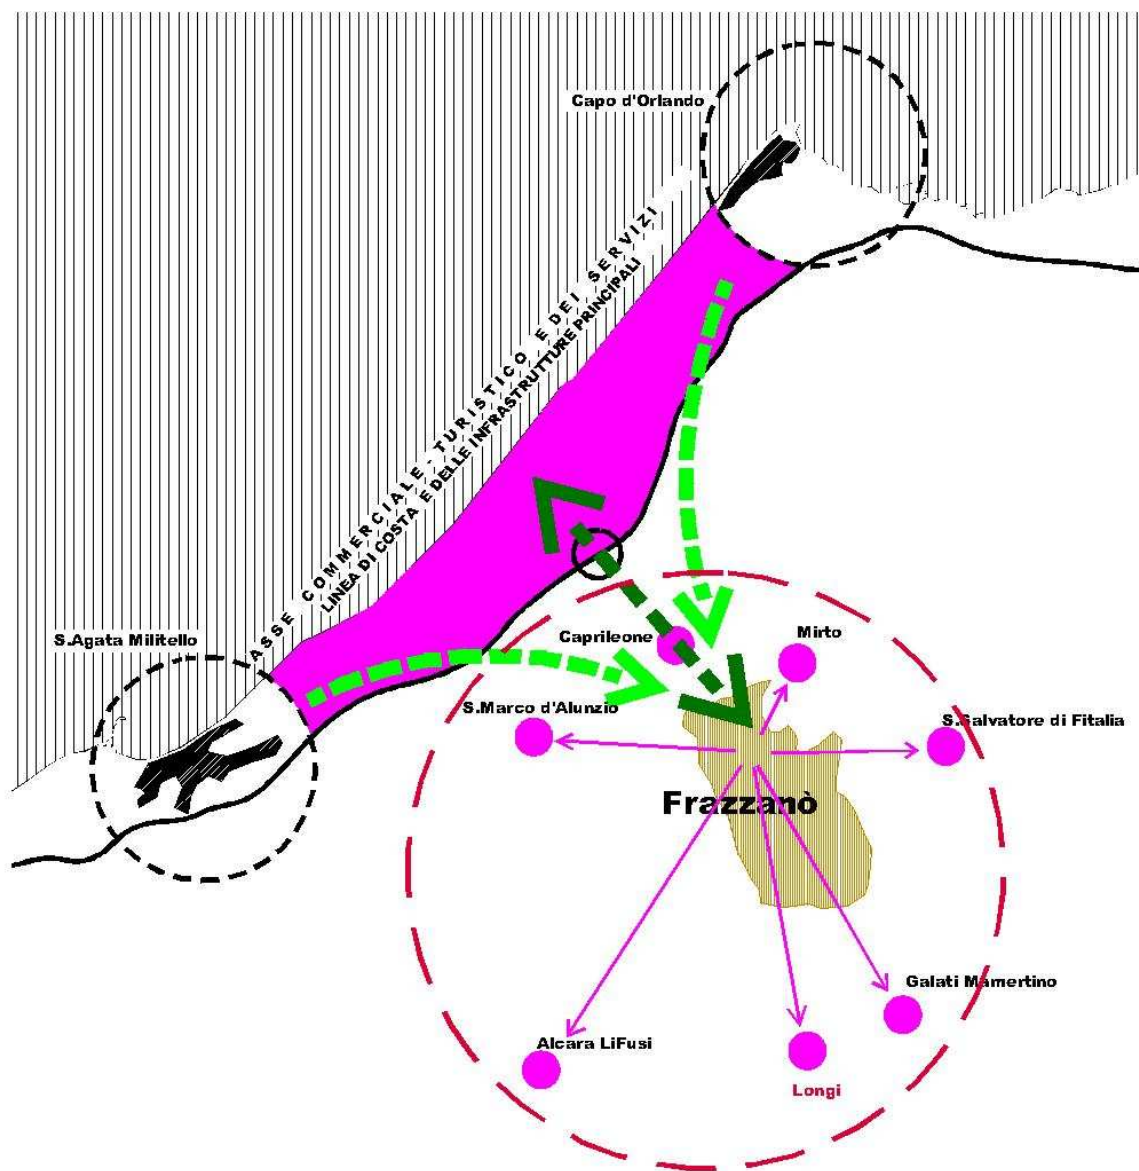 Capo d'Orlando
ASSE COMMERCIALE - TURISTICO E DEI SERVIZI
LINEA DI COSTA E DELLE INFRASTRUTTURE PRINCIPALI
S.Agata Militello
Caprileone
Mirto
S.Marco d'Alunzio
S.Salvatore di Fitalia
Frazzanò
Galati Mamertino
Alcara LiFusi
Longi